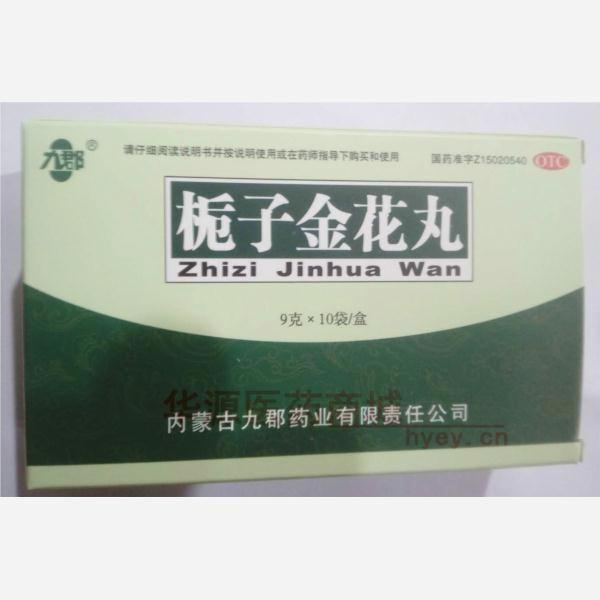 九郡®
请仔细阅读说明书并按说明使用或在药师指导下购买和使用
国药准字Z15020540 OTC
栀子金花丸
Zhizi Jinhua Wan
9克×10袋/盒
华源医药商城
内蒙古九郡药业有限责任公司
hyey.cn